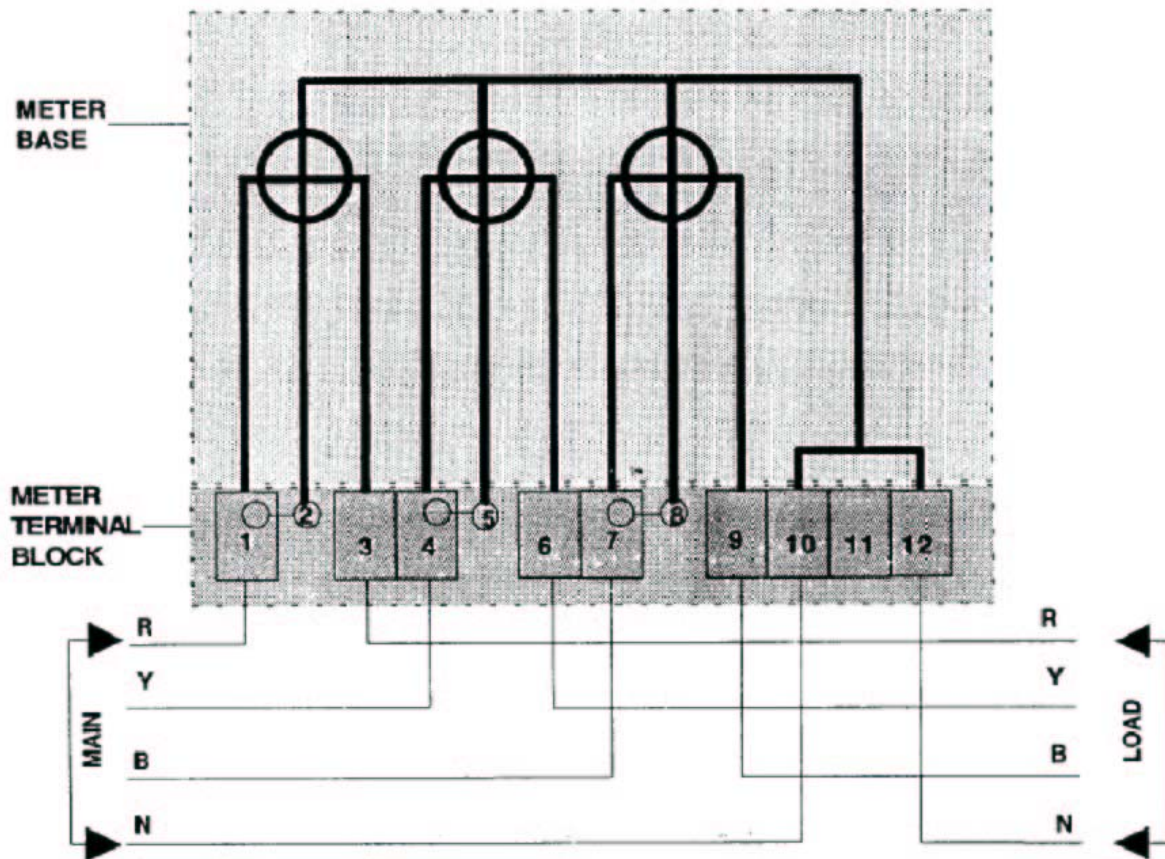 METER
BASE
METER
TERMINAL
BLOCK
1 2 3 4 5 6 7 8 9 10 11 12
R R
Y Y
MAIN LOAD
B B
N N